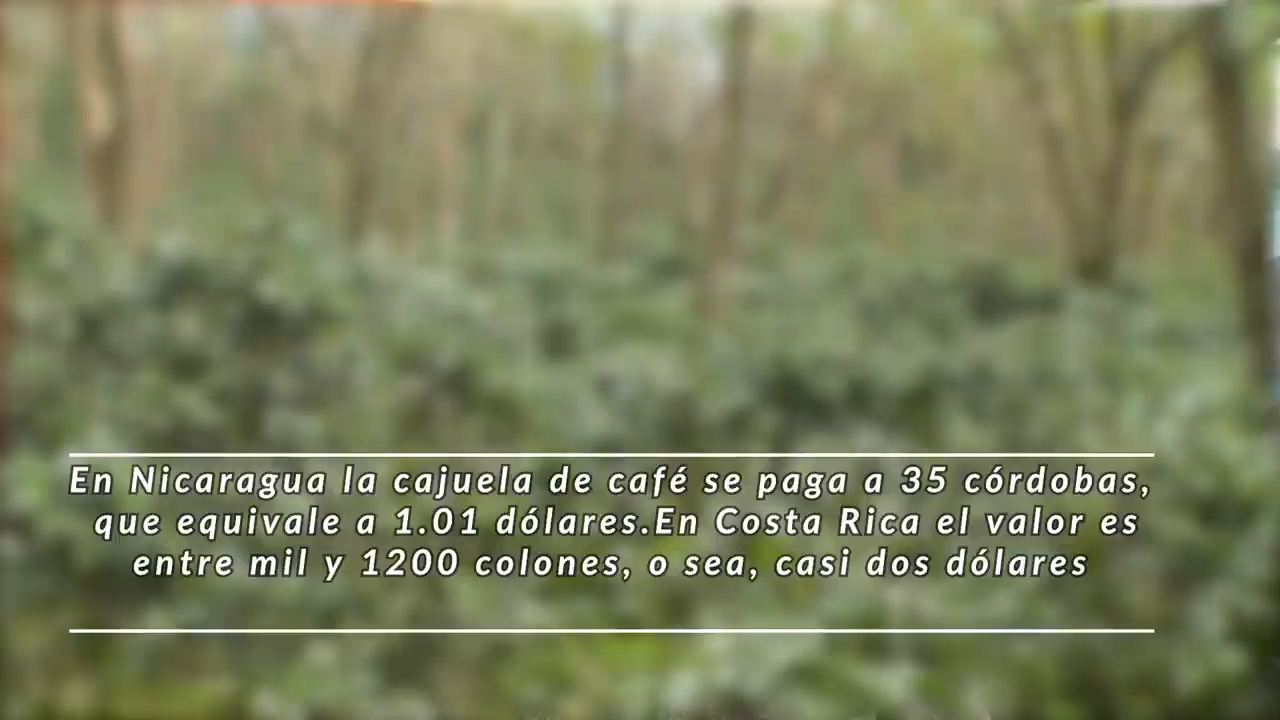 En Nicaragua la cajuela de café se paga a 35 córdobas,
que equivale a 1.01 dólares.En Costa Rica el valor es
entre mil y 1200 colones, o sea, casi dos dólares